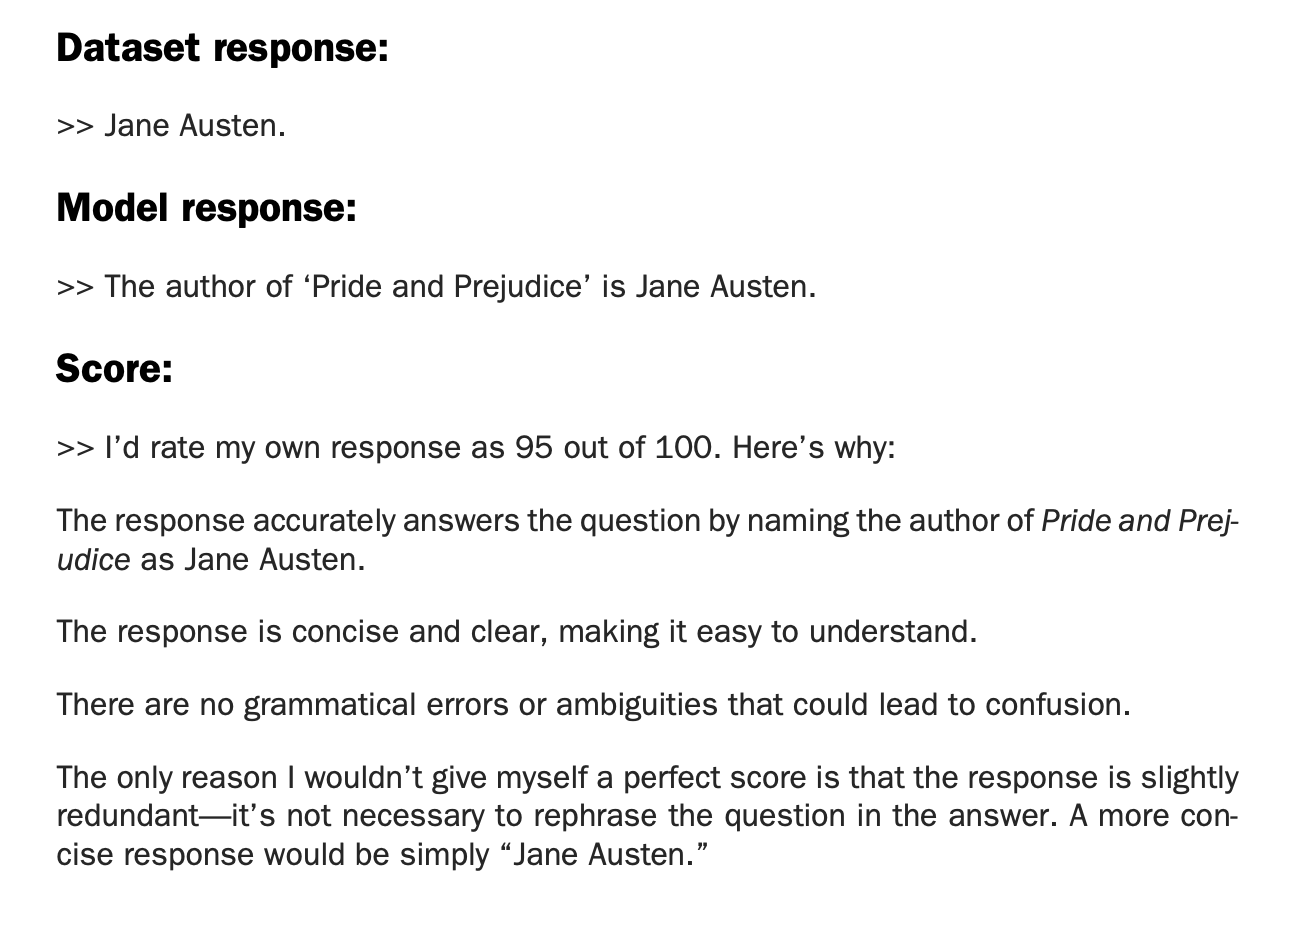 Dataset response:
>> Jane Austen.
Model response:
>> The author of ‘Pride and Prejudice’ is Jane Austen.
Score:
>> I’d rate my own response as 95 out of 100. Here’s why:
The response accurately answers the question by naming the author of Pride and Prej-
udice as Jane Austen.
The response is concise and clear, making it easy to understand.
There are no grammatical errors or ambiguities that could lead to confusion.
The only reason I wouldn’t give myself a perfect score is that the response is slightly
redundant—it’s not necessary to rephrase the question in the answer. A more con-
cise response would be simply “Jane Austen.”